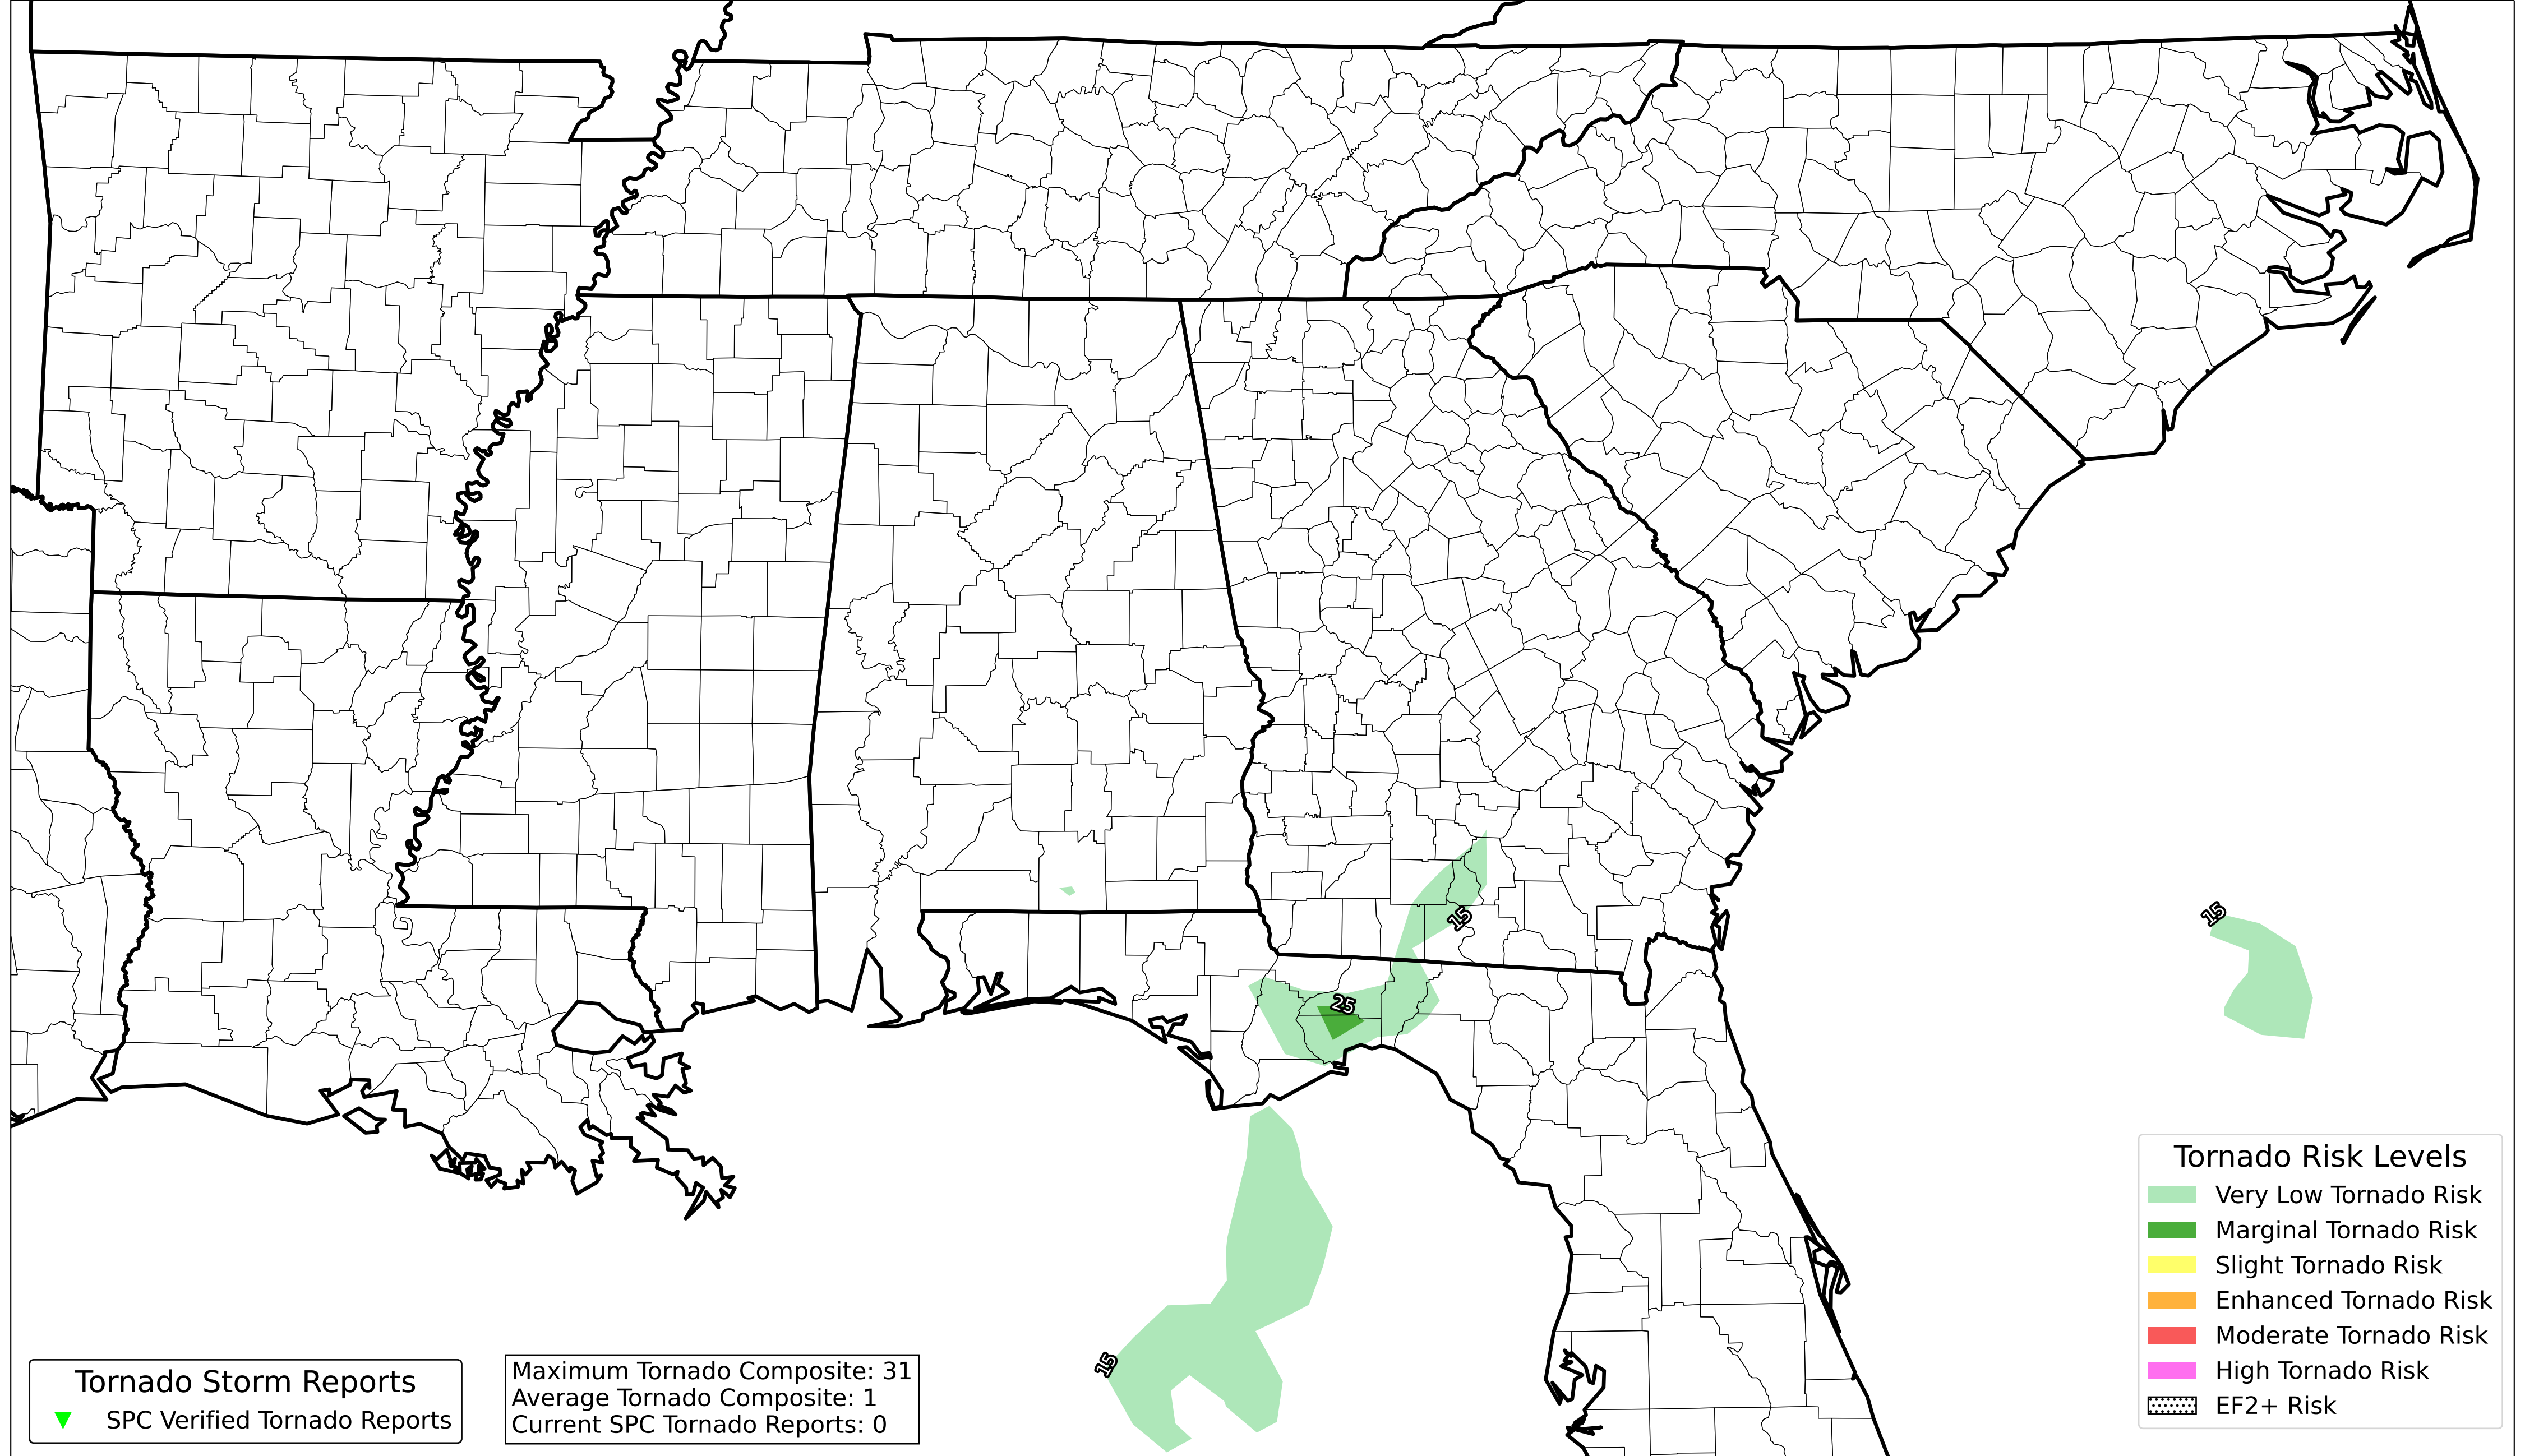 15
15
25
15
Tornado Risk Levels
Very Low Tornado Risk
Marginal Tornado Risk
Slight Tornado Risk
Enhanced Tornado Risk
Moderate Tornado Risk
High Tornado Risk
EF2+ Risk
Tornado Storm Reports
SPC Verified Tornado Reports
Maximum Tornado Composite: 31
Average Tornado Composite: 1
Current SPC Tornado Reports: 0